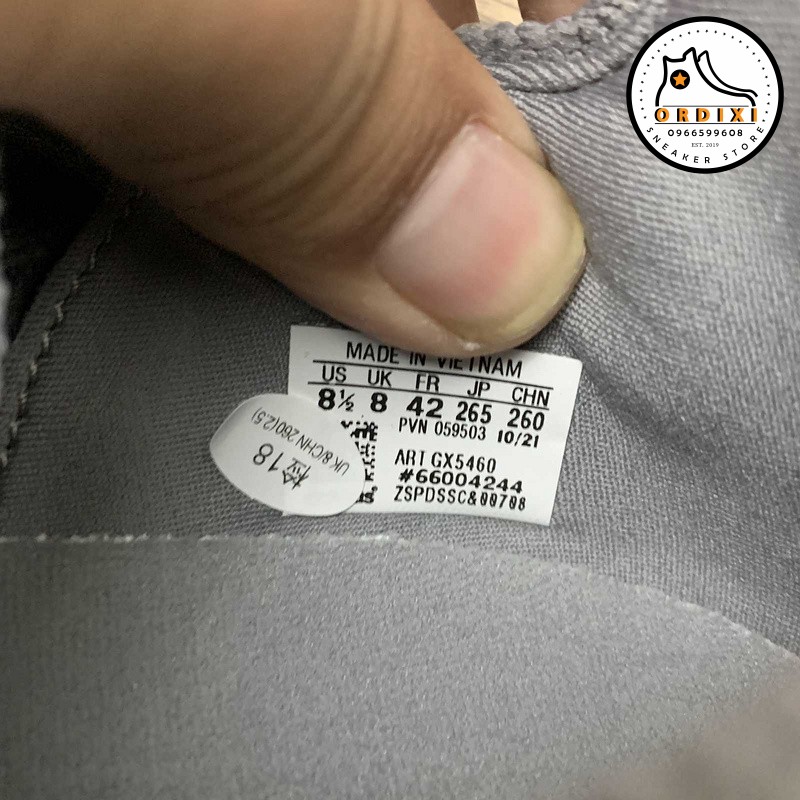 ORDIXI
0966599608
EST. 2019
SNEAKER STORE
MADE IN VIETNAM
US UK FR JP CHN
8½ 8 42 265 260
PVN 059503 10/21
ART GX5460
#66004244
ZSPDSSC&00708
UK 8/CHN 260(2.5)
18